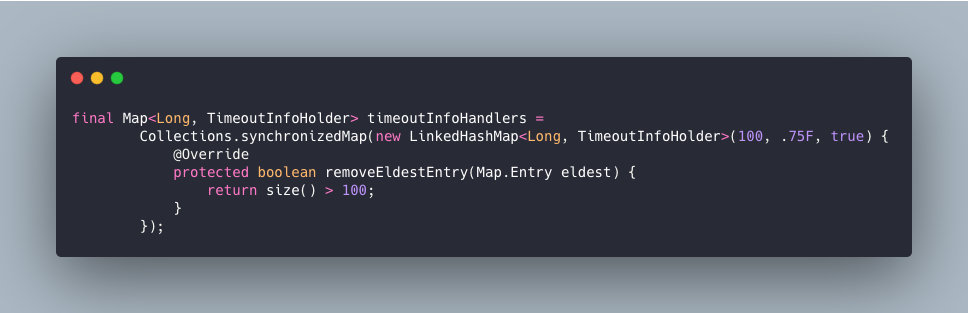 final Map<Long, TimeoutInfoHolder> timeoutInfoHandlers =
        Collections.synchronizedMap(new LinkedHashMap<Long, TimeoutInfoHolder>(100, .75F, true) {
            @Override
            protected boolean removeEldestEntry(Map.Entry eldest) {
                return size() > 100;
            }
        });